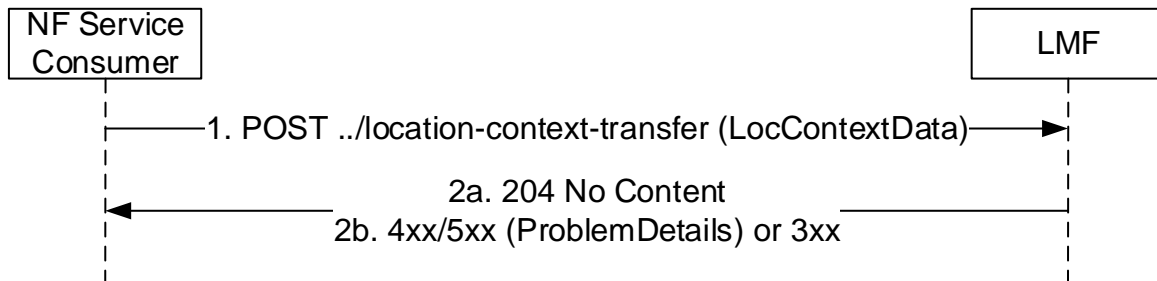 NF Service
Consumer
LMF
1. POST ../location-context-transfer (LocContextData)
2a. 204 No Content
2b. 4xx/5xx (ProblemDetails) or 3xx